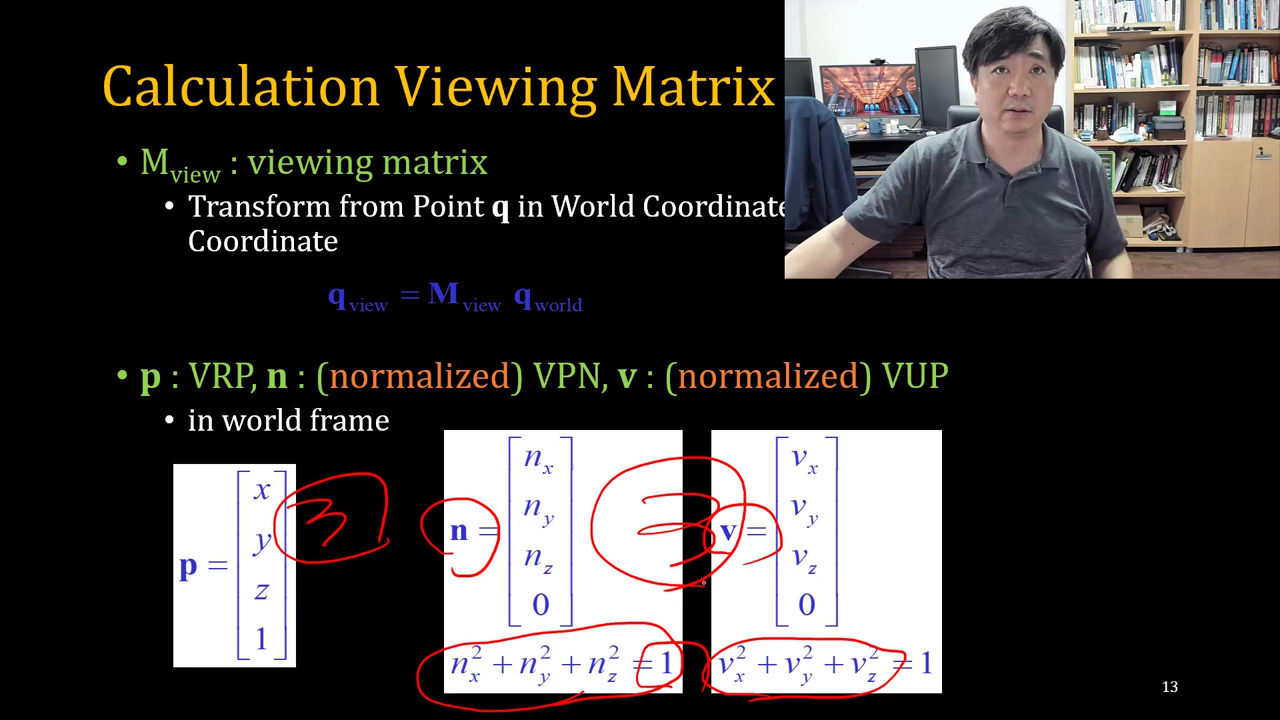 Calculation Viewing Matrix
• M_view : viewing matrix
• Transform from Point q in World Coordinate
Coordinate
q_view = M_view q_world
• p : VRP, n : (normalized) VPN, v : (normalized) VUP
• in world frame
p = [x y z 1]
3
n = [n_x n_y n_z 0]
n_x^2 + n_y^2 + n_z^2 = 1
3
v = [v_x v_y v_z 0]
v_x^2 + v_y^2 + v_z^2 = 1
13